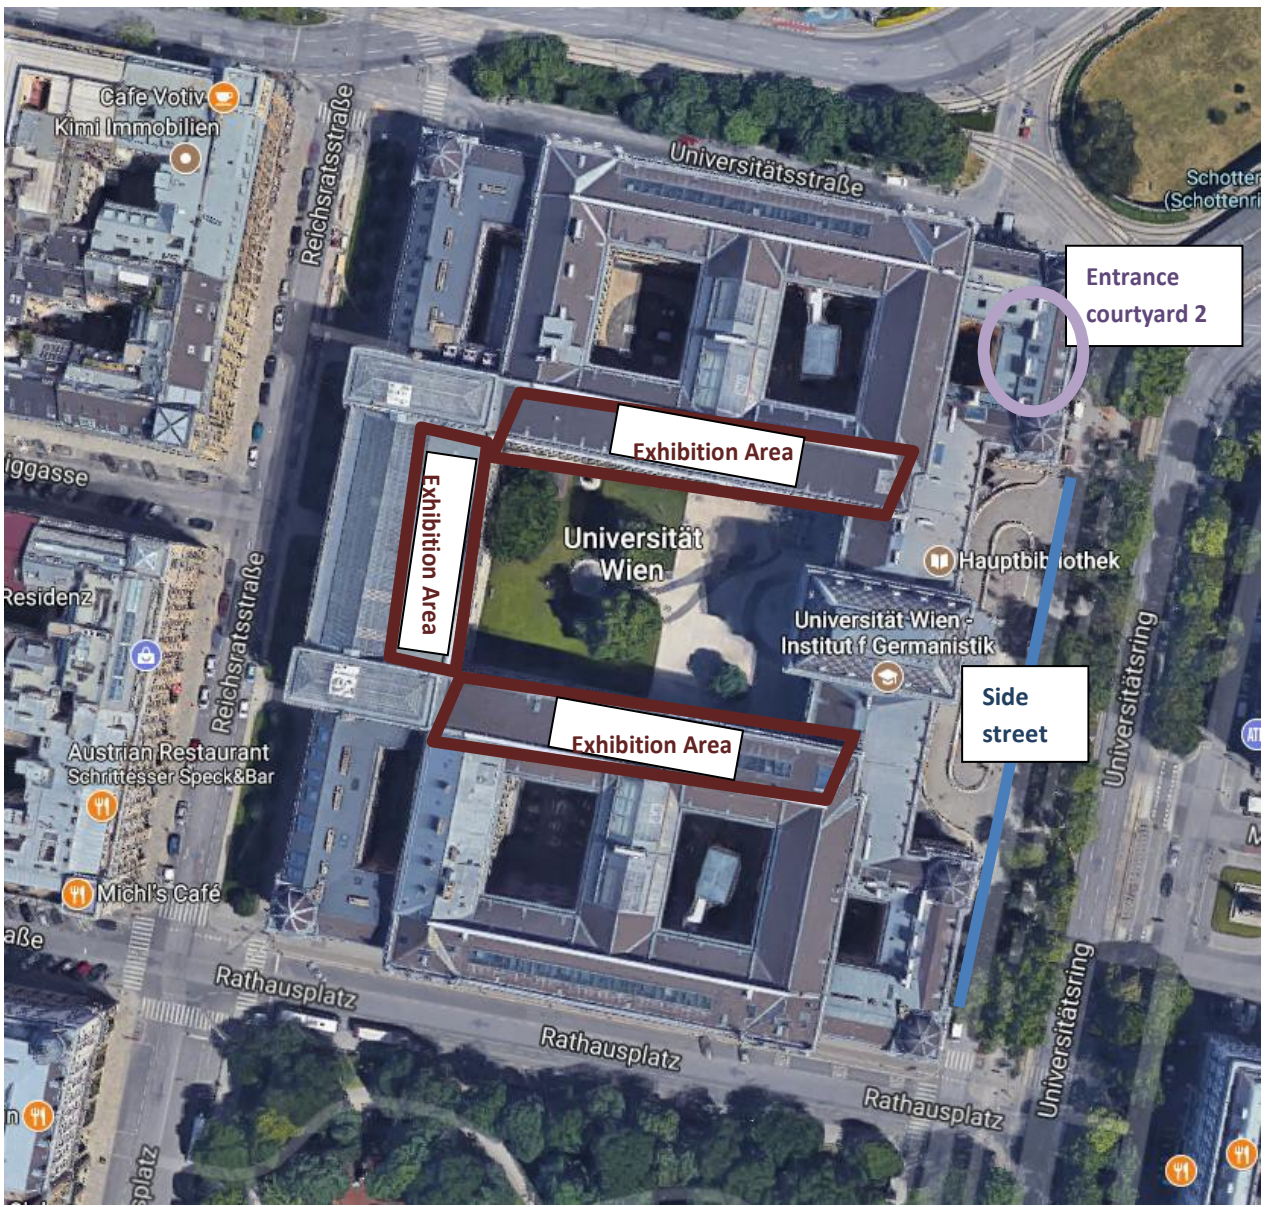 Cafe Votiv
Kimi Immobilien
Reichsratsstraße
Universitätsstraße
Schotter
(Schottenri
Entrance
courtyard 2
Exhibition Area
Exhibition Area
iggasse
Universität
Wien
Hauptbibliothek
Residenz
Universität Wien -
Institut f Germanistik
Reichsratsstraße
Universitätsring
Side
street
Exhibition Area
ATM
Austrian Restaurant
Schrittesser Speck&Bar
Michl's Café
aße
Rathausplatz
Rathausplatz
Rathausplatz
Universitätsring
splatz